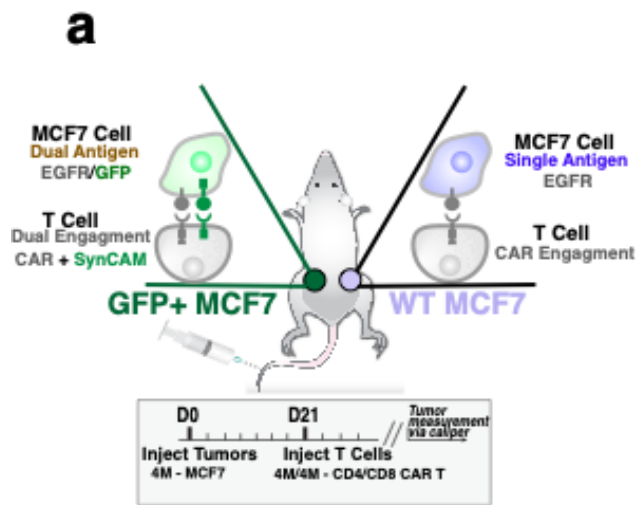 a
MCF7 Cell
Dual Antigen
EGFR/GFP
T Cell
Dual Engagement
CAR + SynCAM
MCF7 Cell
Single Antigen
EGFR
T Cell
CAR Engagment
GFP+ MCF7
WT MCF7
D0
D21
Tumor
measurement
via caliper
Inject Tumors
4M - MCF7
Inject T Cells
4M/4M - CD4/CD8 CAR T